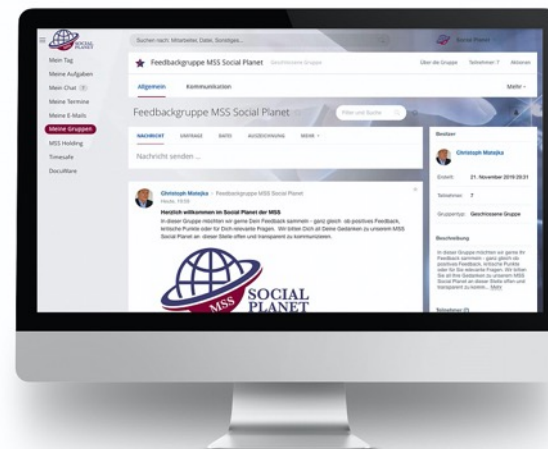 SOCIAL
PLANET
Suchen nach: Mitarbeiter, Datei, Sonstiges...
Social Planet
Mein Tag
Meine Aufgaben
Mein Chat
Meine Termine
Meine E-Mails
Meine Gruppen
MSS Holding
Timesafe
DocuWare
Feedbackgruppe MSS Social Planet Geschlossene Gruppe
Über die Gruppe Teilnehmer 7 Aktionen
Allgemein Kommunikation Mehr
Feedbackgruppe MSS Social Planet
Filter und Suche
NACHRICHT UMFRAGE DATEI AUSZEICHNUNG MEHR
Nachricht senden ...
Christoph Matejka Feedbackgruppe MSS Social Planet
Heute, 19:59
Herzlich willkommen im Social Planet der MSS
In dieser Gruppe möchten wir gerne Dein Feedback sammeln - ganz gleich ob positives Feedback,
kritische Punkte oder für Dich relevante Fragen. Wir bitten Dich all Deine Gedanken zu unserem MSS
Social Planet an dieser Stelle offen und transparent zu kommunizieren.
MSS
SOCIAL
PLANET
Besitzer
Christoph Matejka
Erstellt: 21. November 2019 20:31
Teilnehmer: 7
Gruppentyp: Geschlossene Gruppe
Beschreibung
In dieser Gruppe möchten wir gerne Ihr
Feedback sammeln - ganz gleich ob
positives Feedback, kritische Punkte
oder für Sie relevante Fragen. Wir bitten
Sie all Ihre Gedanken zu unserem MSS
Social Planet an dieser Stelle offen und
transparent zu komm... Mehr